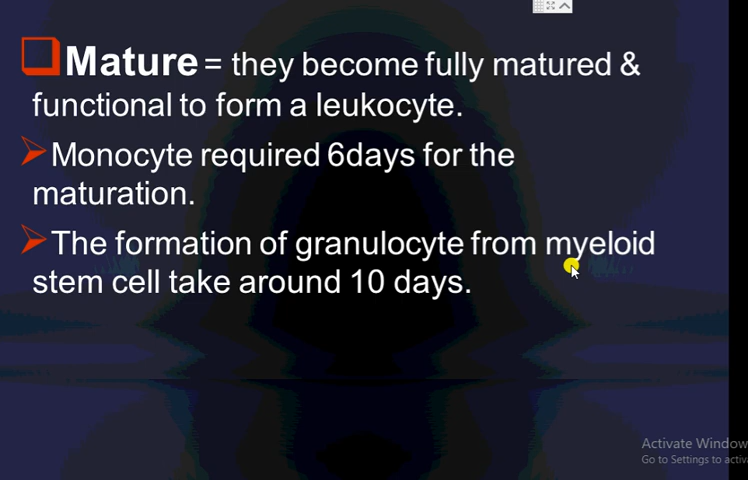 Mature = they become fully matured &
functional to form a leukocyte.
Monocyte required 6days for the
maturation.
The formation of granulocyte from myeloid
stem cell take around 10 days.
Activate Window
Go to Settings to activa